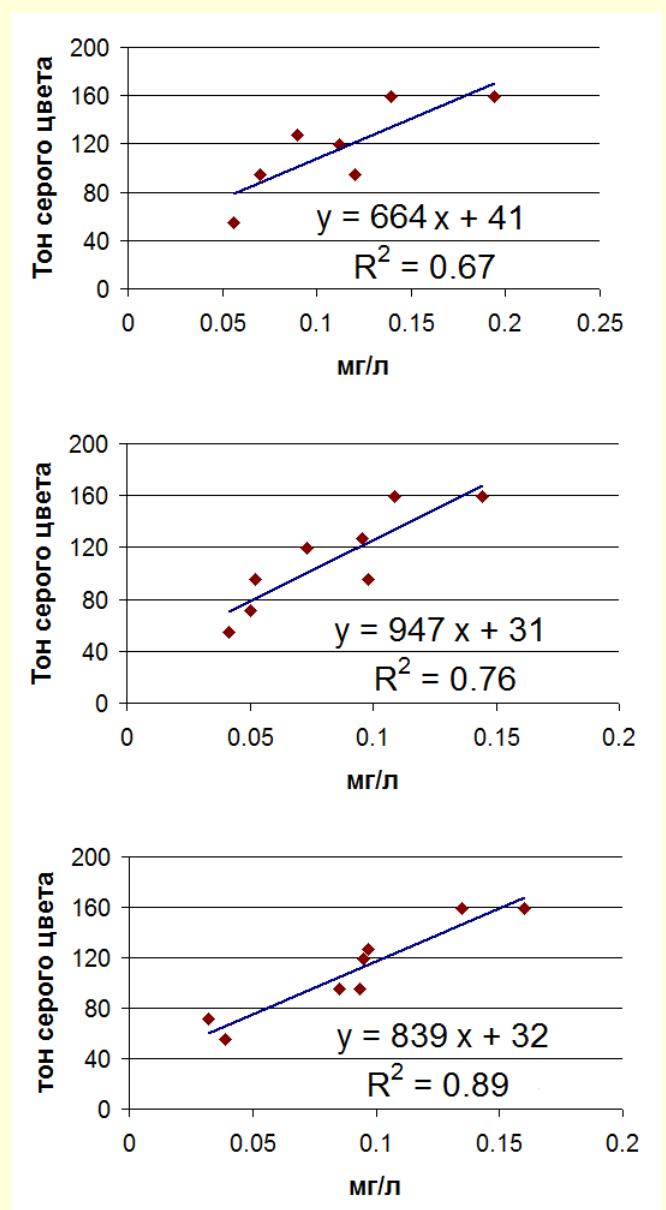 Тон серого цвета
200
160
120
80
40
0
y = 664 x + 41
R² = 0.67
0 0.05 0.1 0.15 0.2 0.25
мг/л
Тон серого цвета
200
160
120
80
40
0
y = 947 x + 31
R² = 0.76
0 0.05 0.1 0.15 0.2
мг/л
тон серого цвета
200
160
120
80
40
0
y = 839 x + 32
R² = 0.89
0 0.05 0.1 0.15 0.2
мг/л